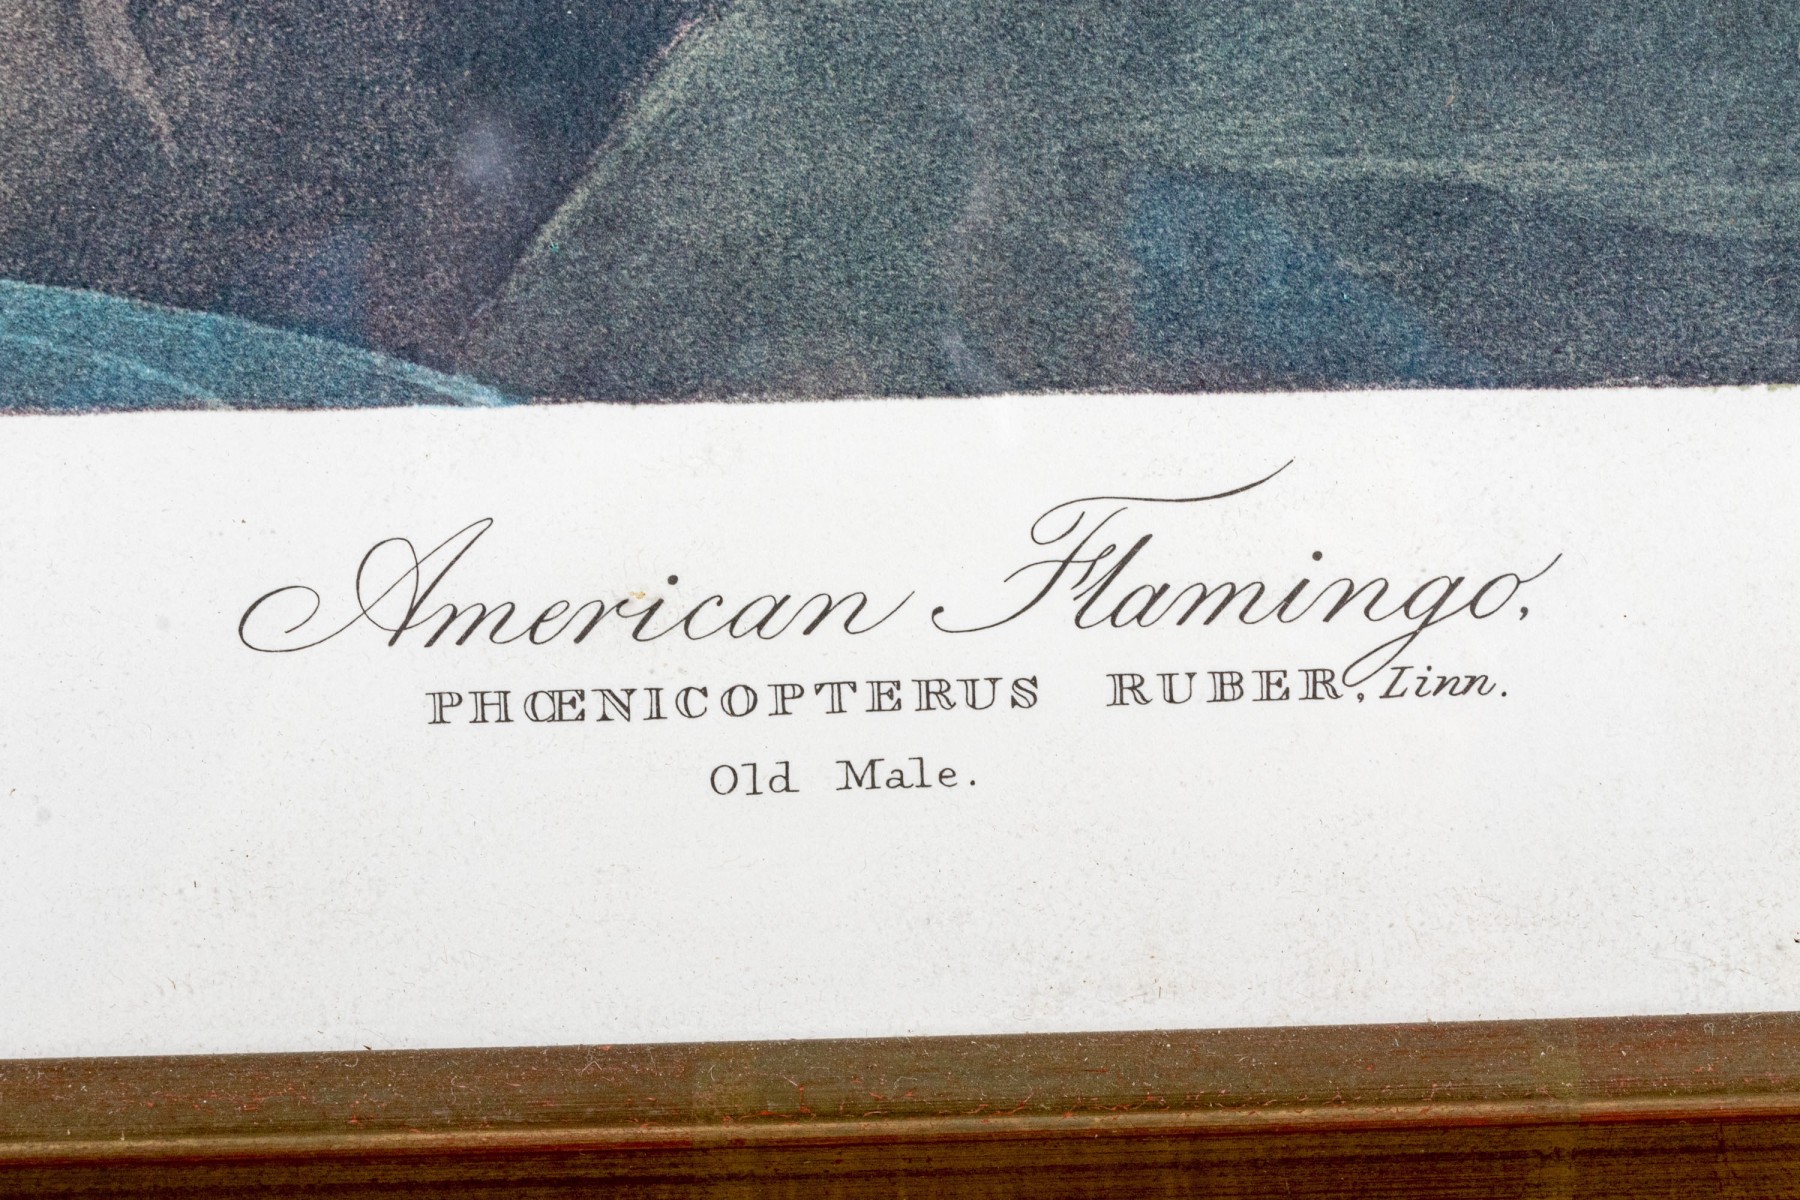 American Flamingo,
PHŒNICOPTERUS RUBER, Linn.
Old Male.